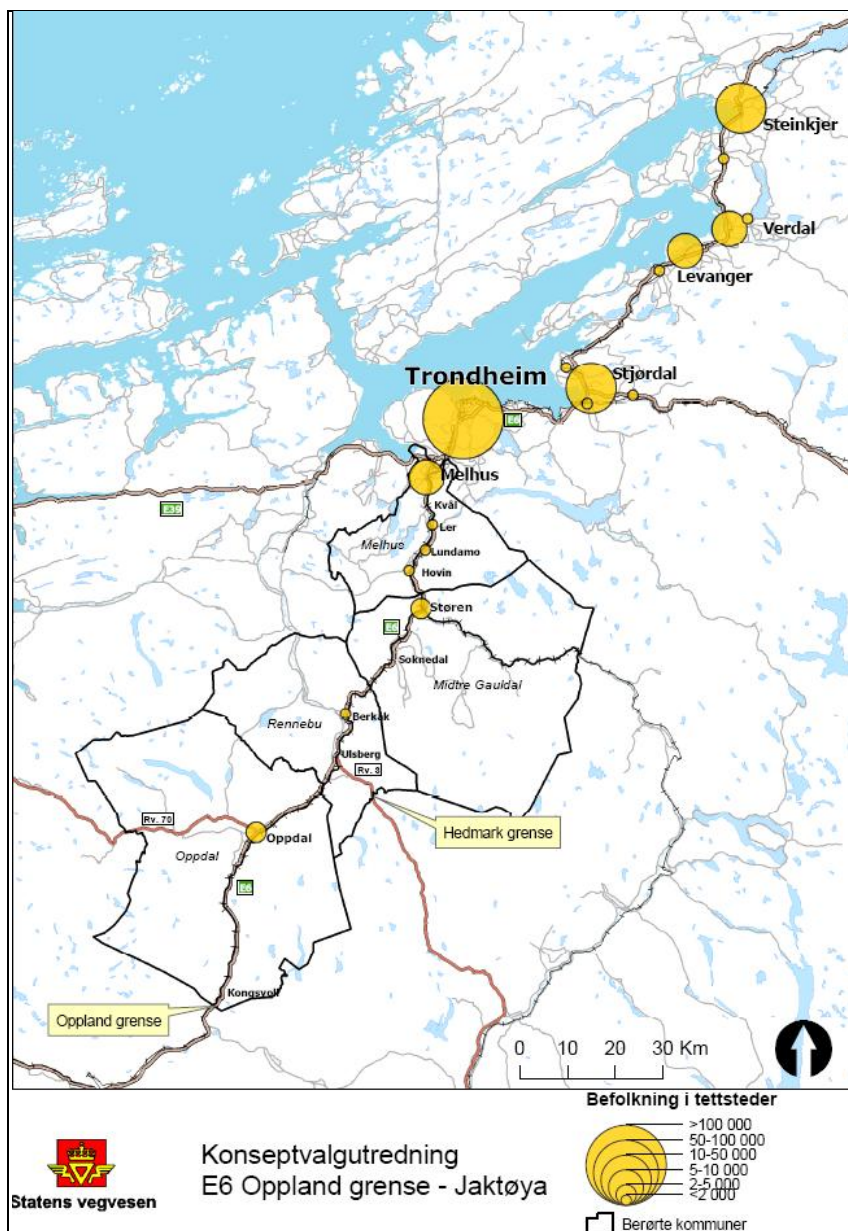 Steinkjer
Verdal
Levanger
Stjørdal
Trondheim
E6
Melhus
Kvål
Ler
Melhus
Lundamo
Hovin
Støren
Soknedal
Midtre Gauldal
Berkåk
Rennebu
Ulsberg
Rv. 3
Hedmark grense
Rv. 70
Oppdal
Oppdal
E6
Kongsvoll
Oppland grense
0 10 20 30 Km
Befolkning i tettsteder
>100 000
50-100 000
10-50 000
5-10 000
2-5 000
<2 000
Berørte kommuner
Konseptvalgutredning
E6 Oppland grense - Jaktøya
Statens vegvesen